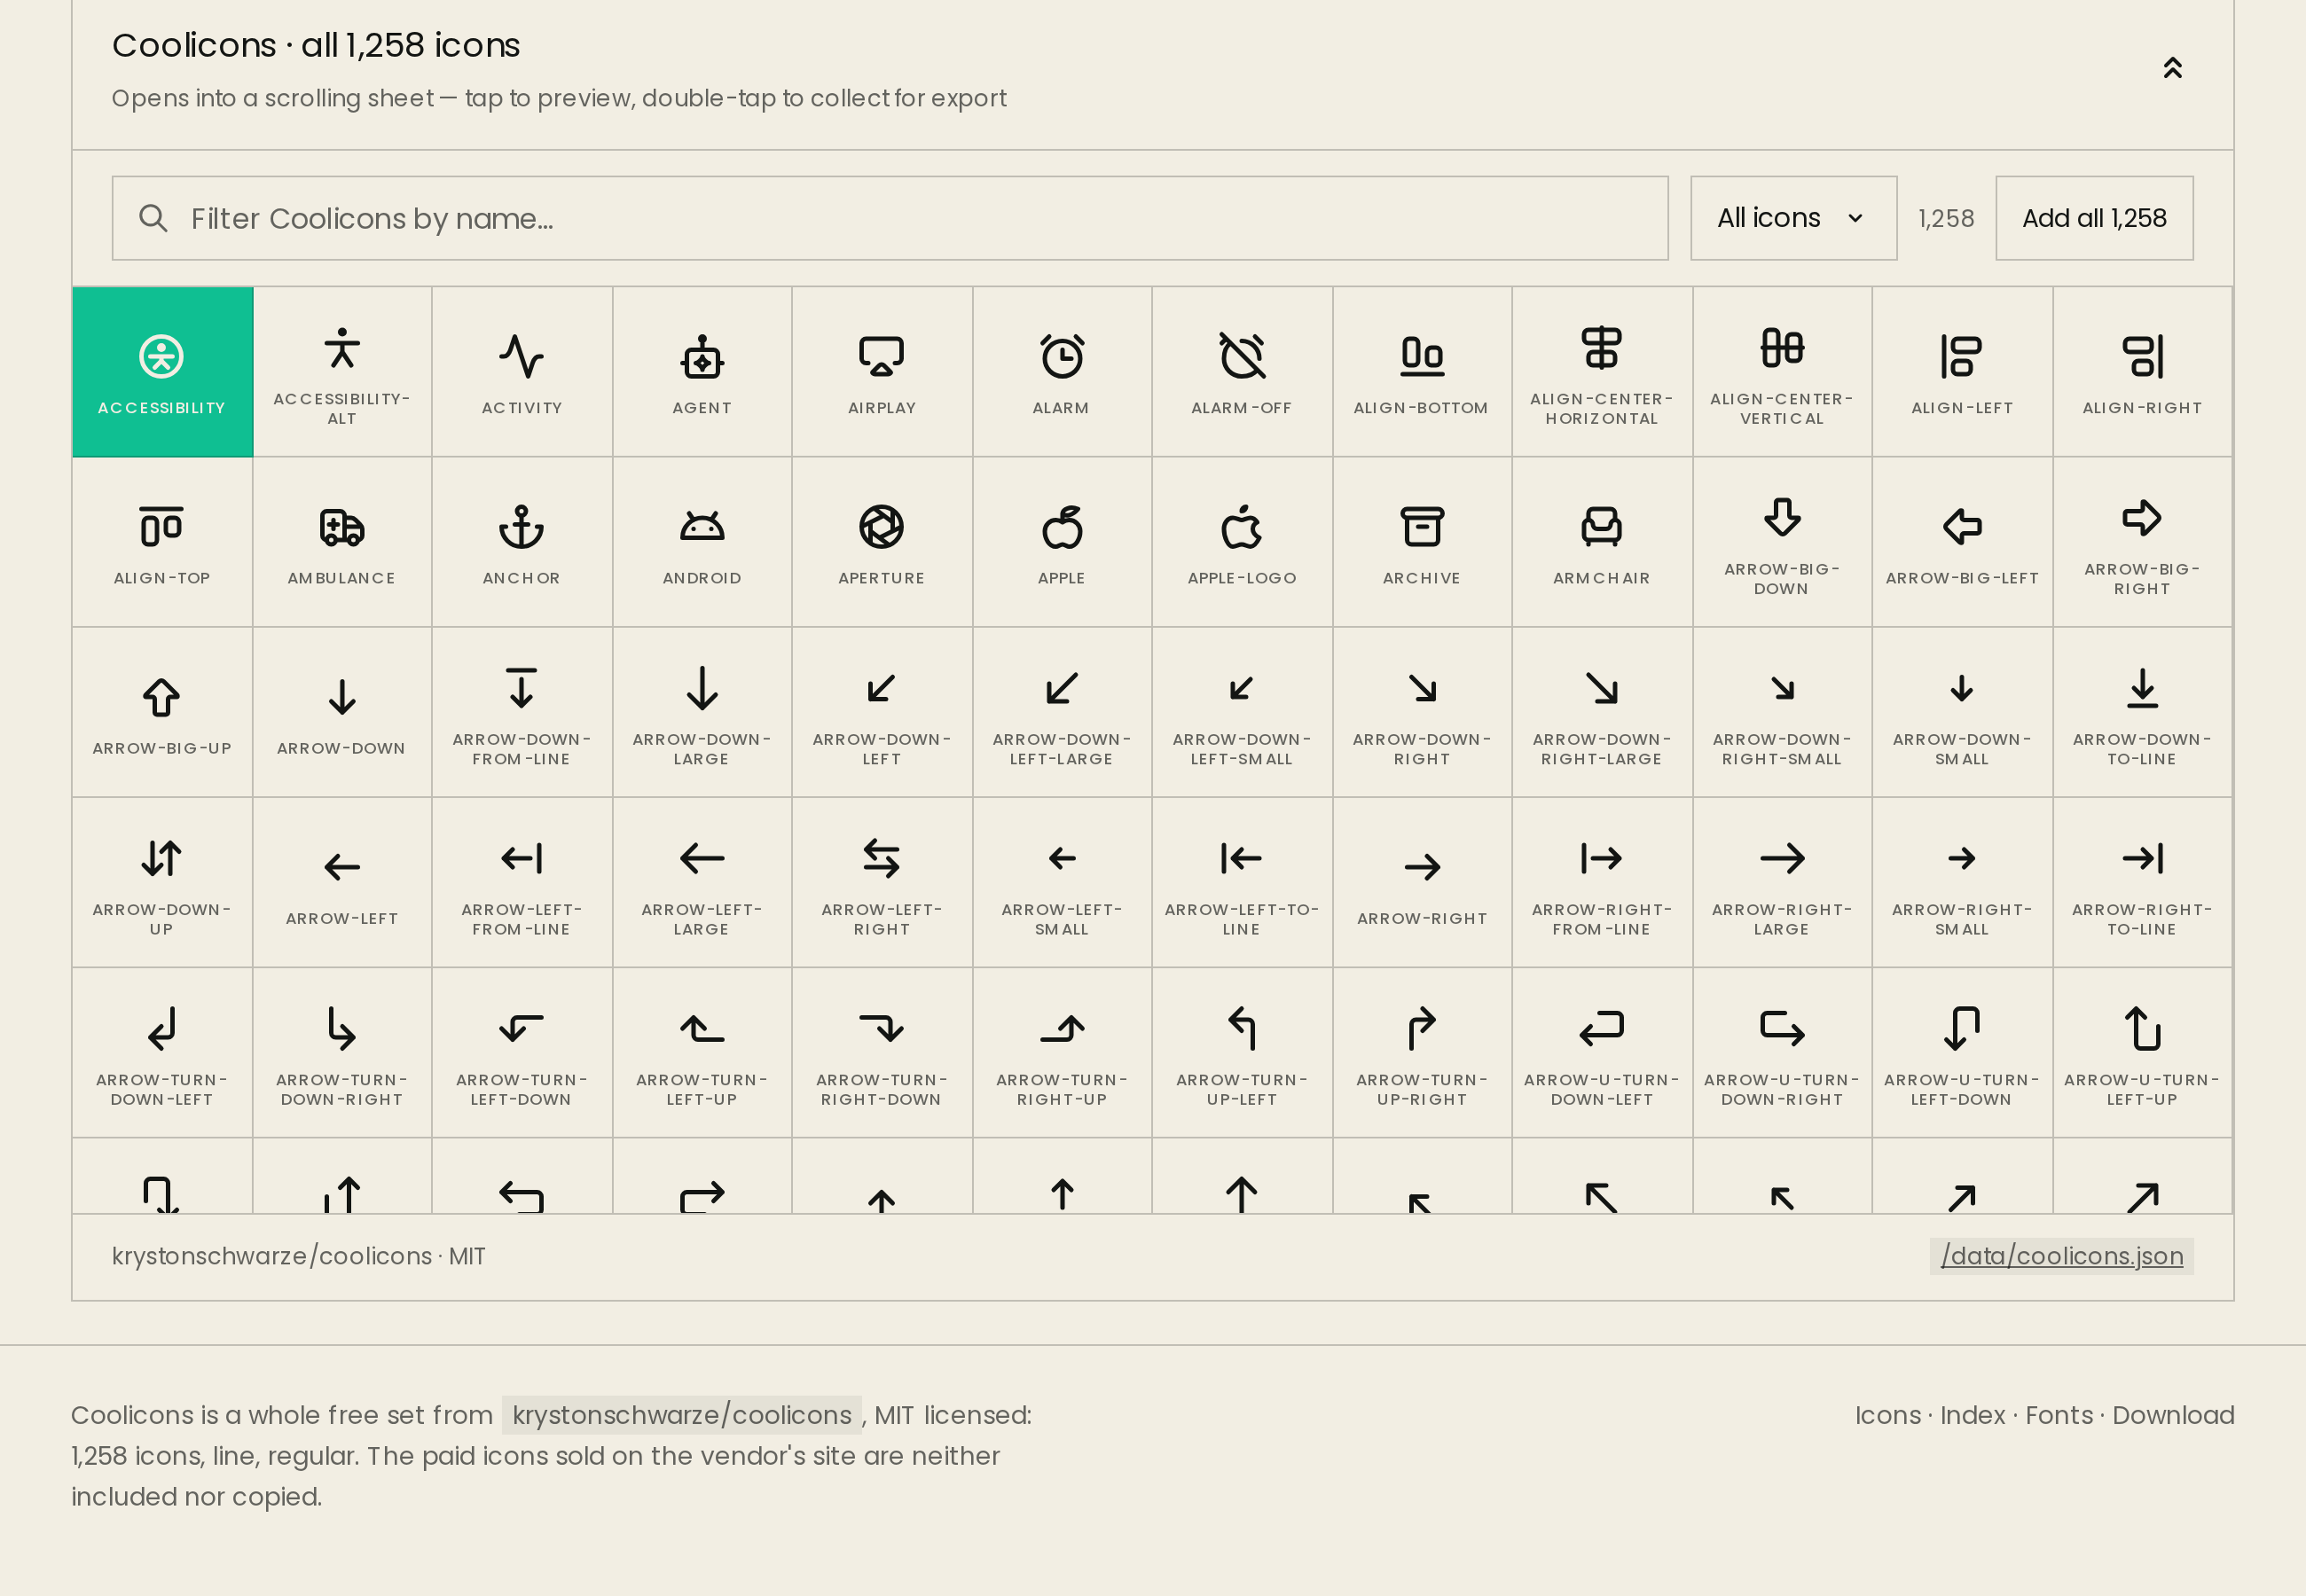 Coolicons · all 1,258 icons
Opens into a scrolling sheet — tap to preview, double-tap to collect for export
Filter Coolicons by name...
All icons
1,258
Add all 1,258
ACCESSIBILITY
ACCESSIBILITY-
ALT
ACTIVITY
AGENT
AIRPLAY
ALARM
ALARM-OFF
ALIGN-BOTTOM
ALIGN-CENTER-
HORIZONTAL
ALIGN-CENTER-
VERTICAL
ALIGN-LEFT
ALIGN-RIGHT
ALIGN-TOP
AMBULANCE
ANCHOR
ANDROID
APERTURE
APPLE
APPLE-LOGO
ARCHIVE
ARMCHAIR
ARROW-BIG-
DOWN
ARROW-BIG-LEFT
ARROW-BIG-
RIGHT
ARROW-BIG-UP
ARROW-DOWN
ARROW-DOWN-
FROM-LINE
ARROW-DOWN-
LARGE
ARROW-DOWN-
LEFT
ARROW-DOWN-
LEFT-LARGE
ARROW-DOWN-
LEFT-SMALL
ARROW-DOWN-
RIGHT
ARROW-DOWN-
RIGHT-LARGE
ARROW-DOWN-
RIGHT-SMALL
ARROW-DOWN-
SMALL
ARROW-DOWN-
TO-LINE
ARROW-DOWN-
UP
ARROW-LEFT
ARROW-LEFT-
FROM-LINE
ARROW-LEFT-
LARGE
ARROW-LEFT-
RIGHT
ARROW-LEFT-
SMALL
ARROW-LEFT-TO-
LINE
ARROW-RIGHT
ARROW-RIGHT-
FROM-LINE
ARROW-RIGHT-
LARGE
ARROW-RIGHT-
SMALL
ARROW-RIGHT-
TO-LINE
ARROW-TURN-
DOWN-LEFT
ARROW-TURN-
DOWN-RIGHT
ARROW-TURN-
LEFT-DOWN
ARROW-TURN-
LEFT-UP
ARROW-TURN-
RIGHT-DOWN
ARROW-TURN-
RIGHT-UP
ARROW-TURN-
UP-LEFT
ARROW-TURN-
UP-RIGHT
ARROW-U-TURN-
DOWN-LEFT
ARROW-U-TURN-
DOWN-RIGHT
ARROW-U-TURN-
LEFT-DOWN
ARROW-U-TURN-
LEFT-UP
krystonschwarze/coolicons · MIT
/data/coolicons.json
Coolicons is a whole free set from krystonschwarze/coolicons , MIT licensed:
1,258 icons, line, regular. The paid icons sold on the vendor's site are neither
included nor copied.
Icons · Index · Fonts · Download